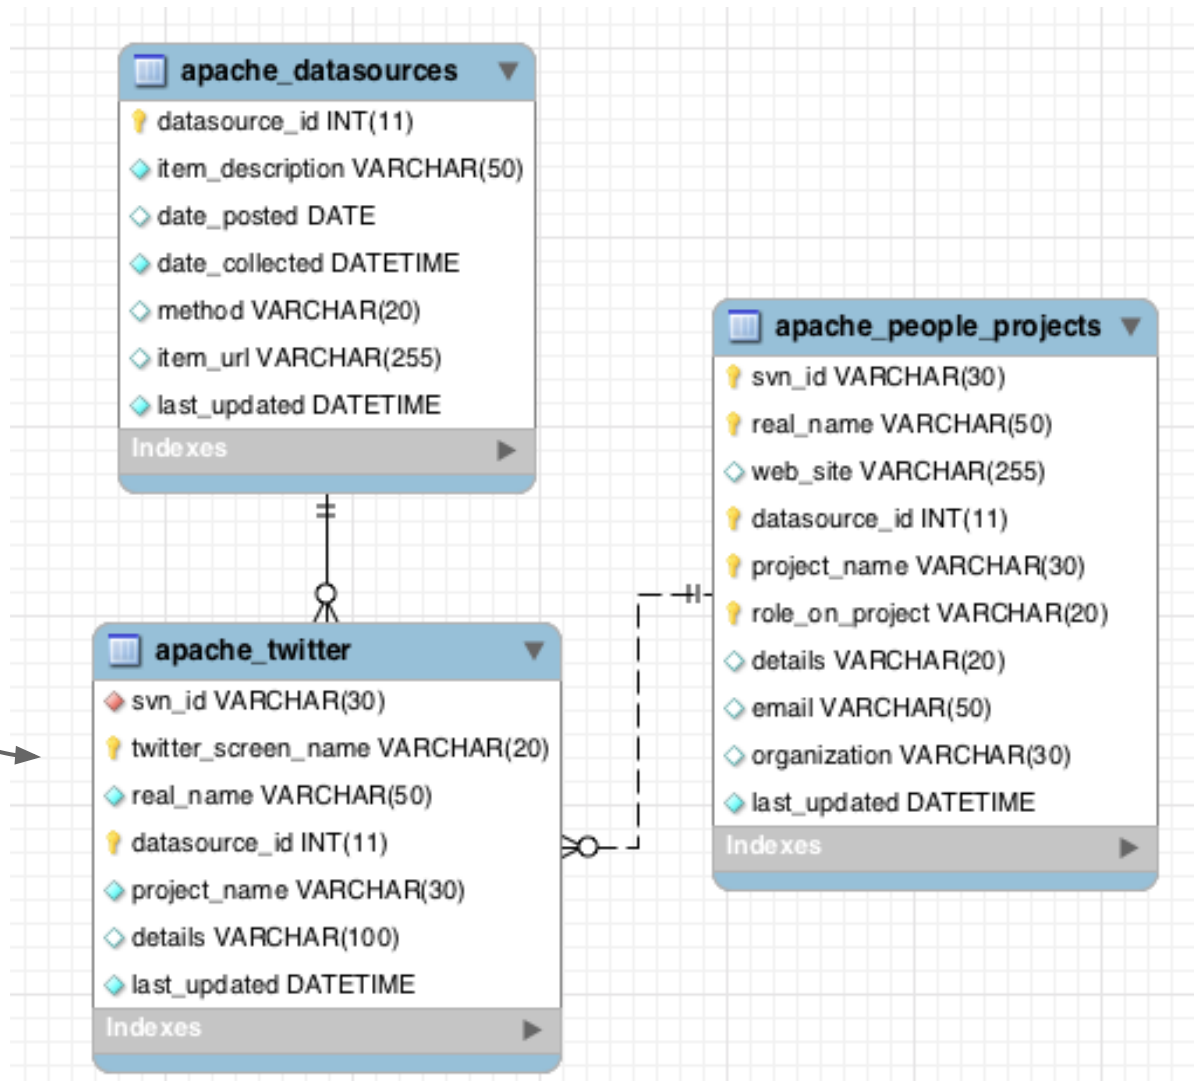 apache_datasources
datasource_id INT(11)
item_description VARCHAR(50)
date_posted DATE
date_collected DATETIME
method VARCHAR(20)
item_url VARCHAR(255)
last_updated DATETIME
Indexes
apache_people_projects
svn_id VARCHAR(30)
real_name VARCHAR(50)
web_site VARCHAR(255)
datasource_id INT(11)
project_name VARCHAR(30)
role_on_project VARCHAR(20)
details VARCHAR(20)
email VARCHAR(50)
organization VARCHAR(30)
last_updated DATETIME
Indexes
apache_twitter
svn_id VARCHAR(30)
twitter_screen_name VARCHAR(20)
real_name VARCHAR(50)
datasource_id INT(11)
project_name VARCHAR(30)
details VARCHAR(100)
last_updated DATETIME
Indexes